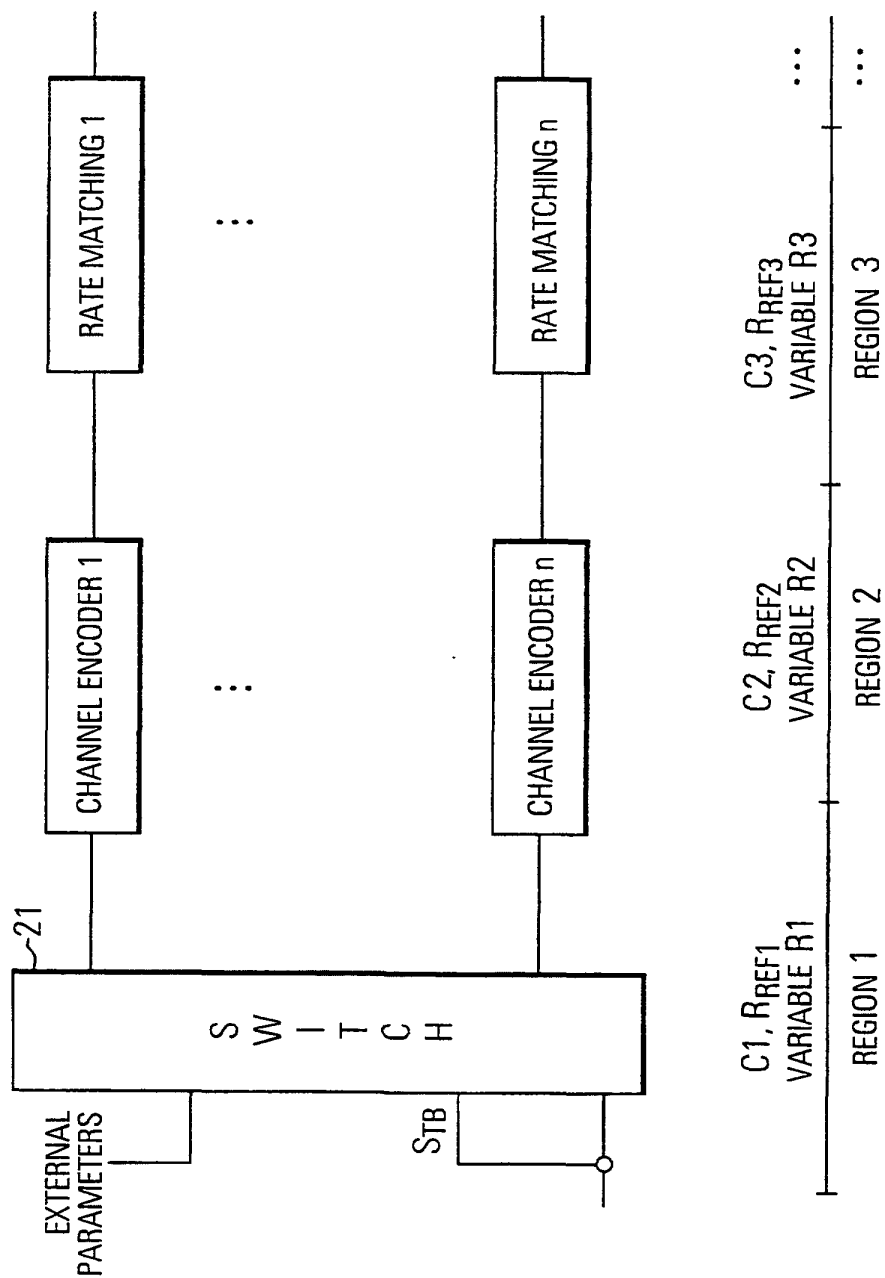 EXTERNAL
PARAMETERS
STB
SWITCH
21
CHANNEL ENCODER 1
RATE MATCHING 1
⋮
⋮
CHANNEL ENCODER n
RATE MATCHING n
C1, RREF1
VARIABLE R1
C2, RREF2
VARIABLE R2
C3, RREF3
VARIABLE R3
...
REGION 1
REGION 2
REGION 3
...